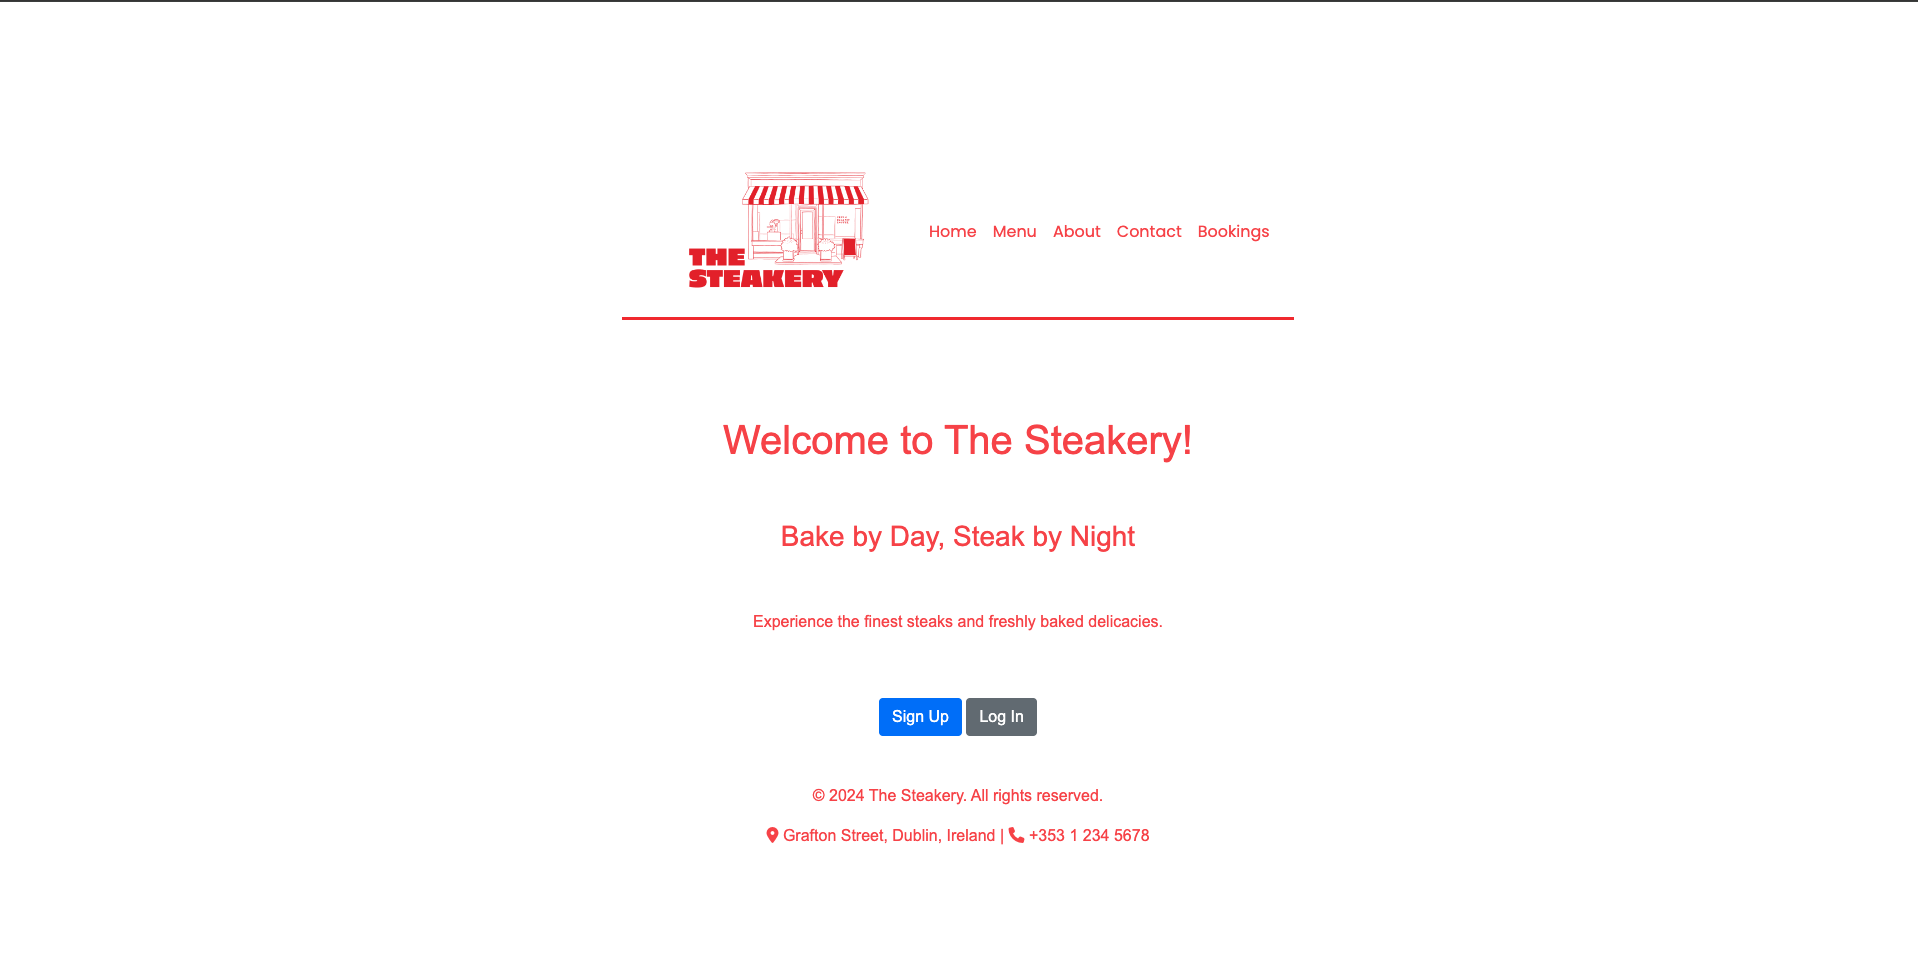 THE
STEAKERY
Home Menu About Contact Bookings
Welcome to The Steakery!
Bake by Day, Steak by Night
Experience the finest steaks and freshly baked delicacies.
Sign Up Log In
© 2024 The Steakery. All rights reserved.
Grafton Street, Dublin, Ireland | +353 1 234 5678